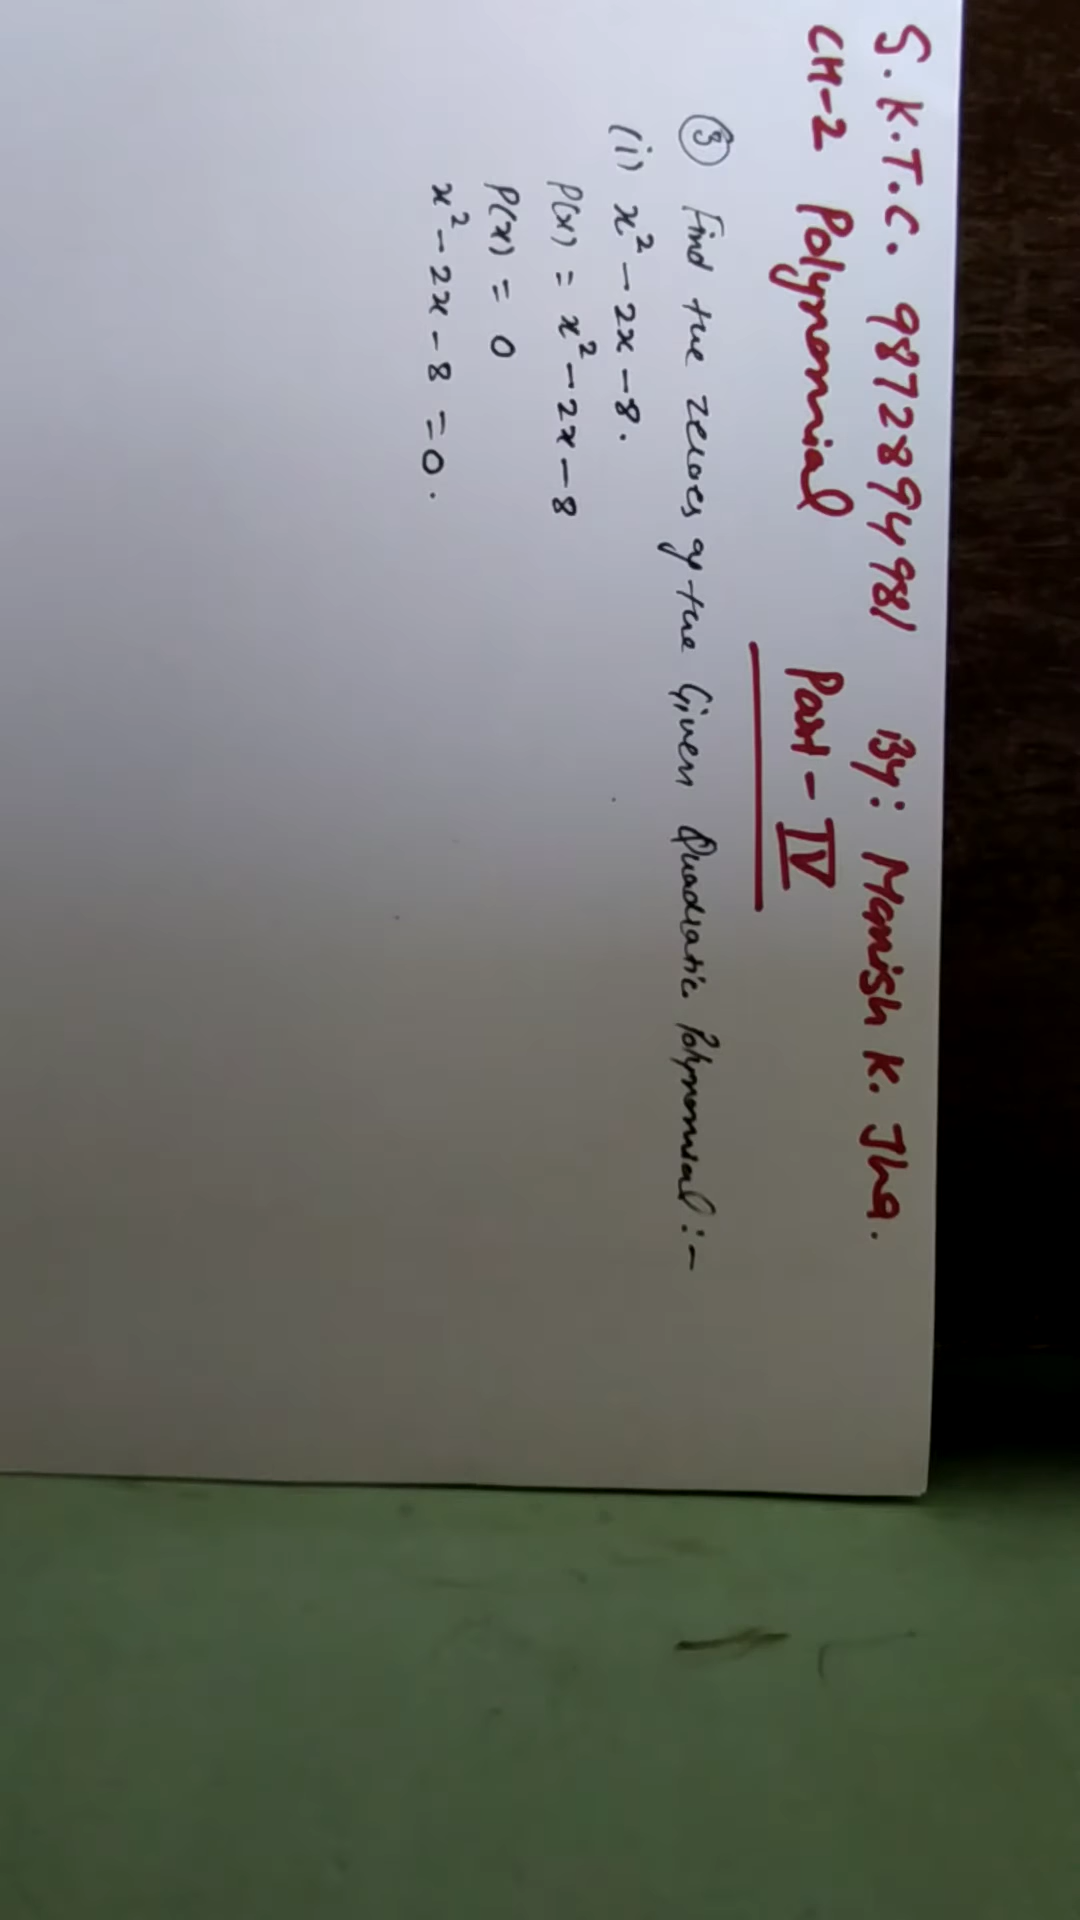 S.K.T.C. 9872894981 By: Manish K. Jha.
CH-2 Polynomial Part-IV
③ Find the zeroes of the Given Quadratic Polynomial:-
(i) x² - 2x - 8.
P(x) = x² - 2x - 8
P(x) = 0
x² - 2x - 8 = 0.